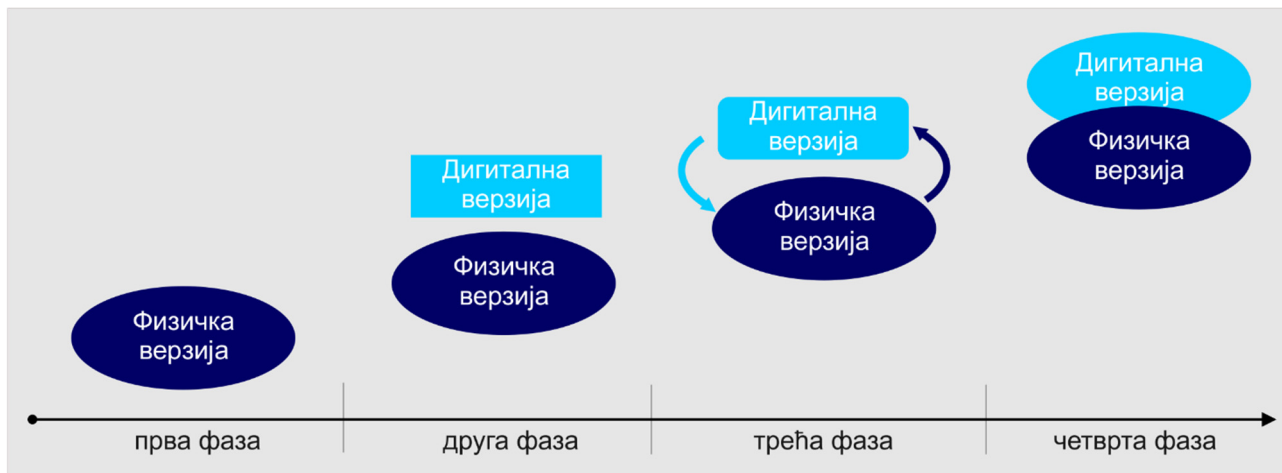 Дигитална
верзија
Физичка
верзија
Дигитална
верзија
Физичка
верзија
Дигитална
верзија
Физичка
верзија
Физичка
верзија
прва фаза
друга фаза
трећа фаза
четврта фаза